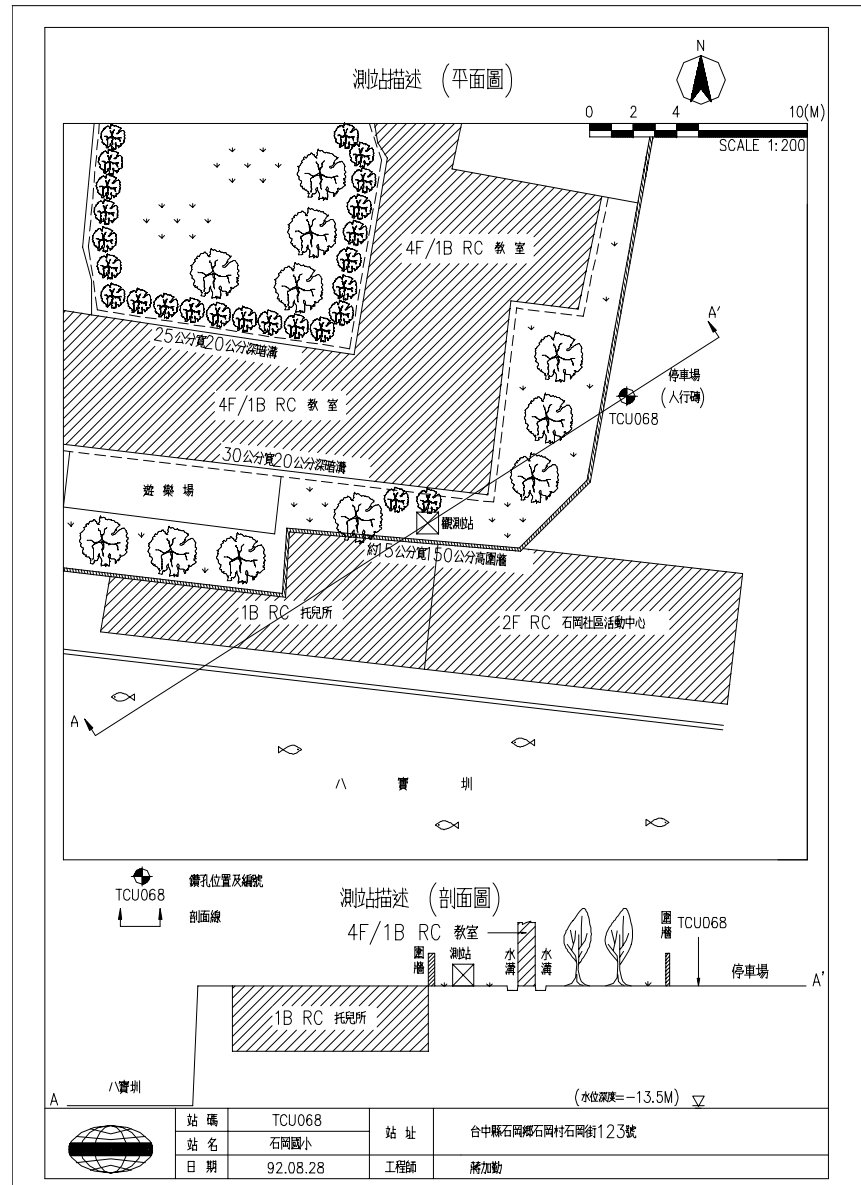 測站描述 (平面圖)
N
0 2 4 10(M)
SCALE 1:200
4F/1B RC 教室
25公分寬20公分深暗溝
A'
停車場
(人行磚)
TCU068
4F/1B RC 教室
30公分寬20公分深暗溝
遊樂場
觀測站
約15公分寬150公分高圍牆
1B RC 托兒所
2F RC 石岡社區活動中心
A
八寶圳
TCU068
鑽孔位置及編號
剖面線
測站描述 (剖面圖)
4F/1B RC 教室
圍牆
測站
水溝
水溝
圍牆
TCU068
停車場
A'
1B RC 托兒所
A
八寶圳
(水位深度=-13.5M)
站碼 TCU068
站名 石岡國小
日期 92.08.28
站址 台中縣石岡鄉石岡村石岡街123號
工程師 蔣加勤